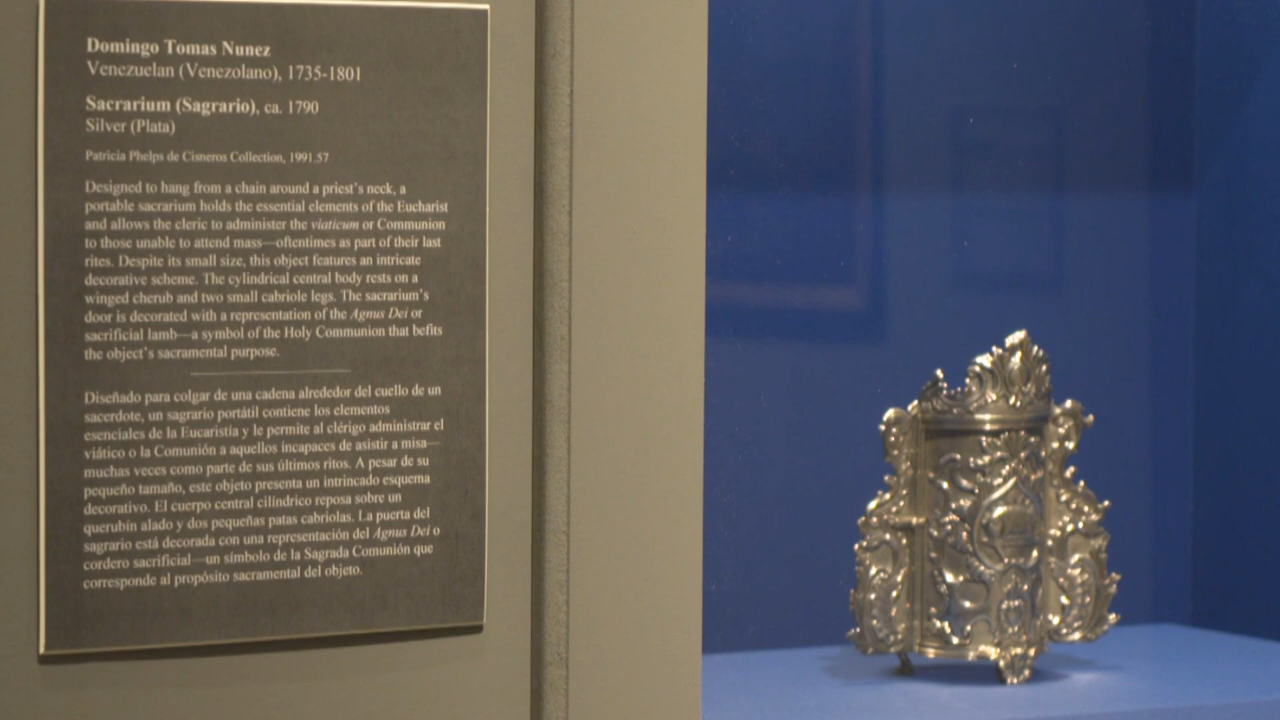 Domingo Tomas Nunez
Venezuelan (Venezolano), 1735-1801
Sacrarium (Sagrario), ca. 1790
Silver (Plata)
Patricia Phelps de Cisneros Collection, 1991.57
Designed to hang from a chain around a priest's neck, a
portable sacrarium holds the essential elements of the Eucharist
and allows the cleric to administer the viaticum or Communion
to those unable to attend mass—oftentimes as part of their last
rites. Despite its small size, this object features an intricate
decorative scheme. The cylindrical central body rests on a
winged cherub and two small cabriole legs. The sacrarium's
door is decorated with a representation of the Agnus Dei or
sacrificial lamb—a symbol of the Holy Communion that befits
the object's sacramental purpose.
Diseñado para colgar de una cadena alrededor del cuello de un
sacerdote, un sagrario portátil contiene los elementos
esenciales de la Eucaristía y le permite al clérigo administrar el
viático o la Comunión a aquellos incapaces de asistir a misa—
muchas veces como parte de sus últimos ritos. A pesar de su
pequeño tamaño, este objeto presenta un intrincado esquema
decorativo. El cuerpo central cilíndrico reposa sobre un
querubín alado y dos pequeñas patas cabriolas. La puerta del
sagrario está decorada con una representación del Agnus Dei o
cordero sacrificial—un símbolo de la Sagrada Comunión que
corresponde al propósito sacramental del objeto.